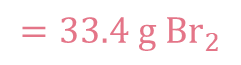 = 33.4 g Br₂